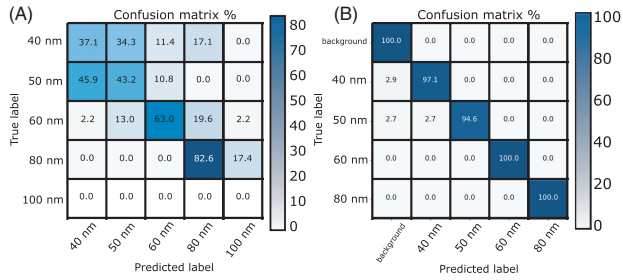 (A)
Confusion matrix %
True label
40 nm 37.1 34.3 11.4 17.1 0.0
50 nm 45.9 43.2 10.8 0.0 0.0
60 nm 2.2 13.0 63.0 19.6 2.2
80 nm 0.0 0.0 0.0 82.6 17.4
100 nm 0.0 0.0 0.0 0.0 0.0
40 nm 50 nm 60 nm 80 nm 100 nm
Predicted label
80
70
60
50
40
30
20
10
0
(B)
Confusion matrix %
True label
background 100.0 0.0 0.0 0.0 0.0
40 nm 2.9 97.1 0.0 0.0 0.0
50 nm 2.7 2.7 94.6 0.0 0.0
60 nm 0.0 0.0 0.0 100.0 0.0
80 nm 0.0 0.0 0.0 0.0 100.0
background 40 nm 50 nm 60 nm 80 nm
Predicted label
100
80
60
40
20
0